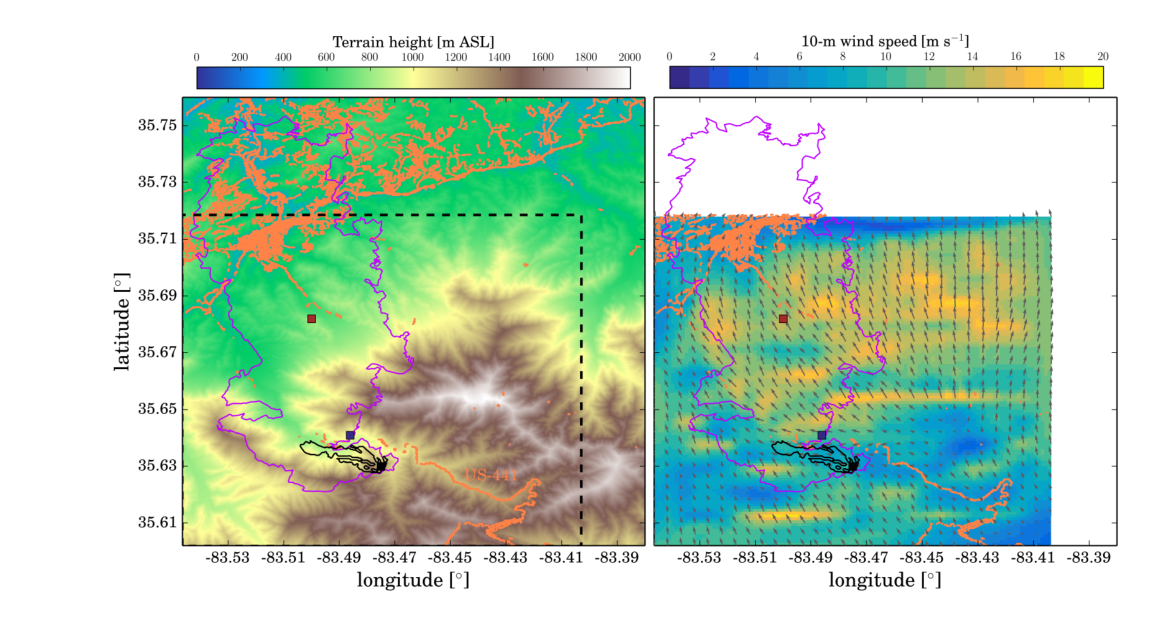 Terrain height [m ASL]
0 200 400 600 800 1000 1200 1400 1600 1800 2000
10-m wind speed [m s⁻¹]
0 2 4 6 8 10 12 14 16 18 20
latitude [°]
35.75
35.73
35.71
35.69
35.67
35.65
35.63
35.61
US-441
-83.53 -83.51 -83.49 -83.47 -83.45 -83.43 -83.41 -83.39
longitude [°]
-83.53 -83.51 -83.49 -83.47 -83.45 -83.43 -83.41 -83.39
longitude [°]